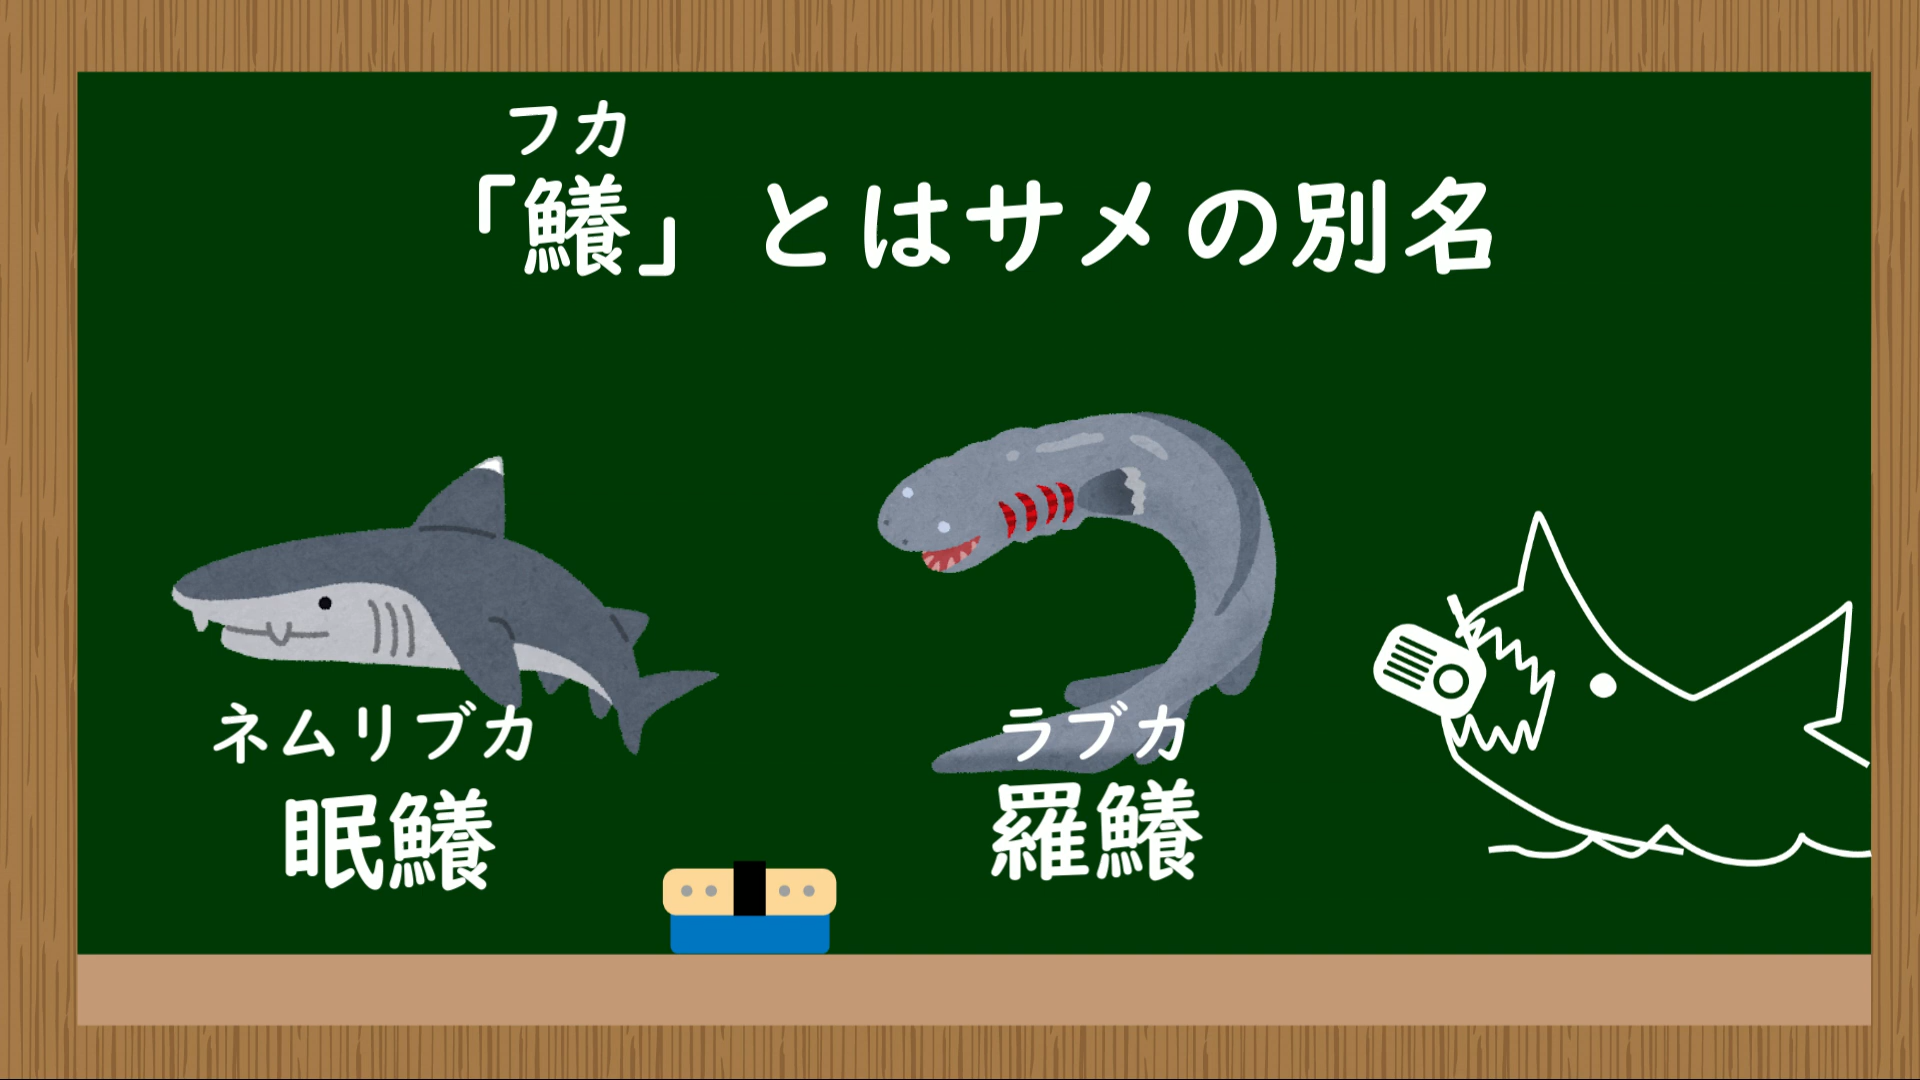 フカ
「鱶」とはサメの別名
ネムリブカ
眠鱶
ラブカ
羅鱶